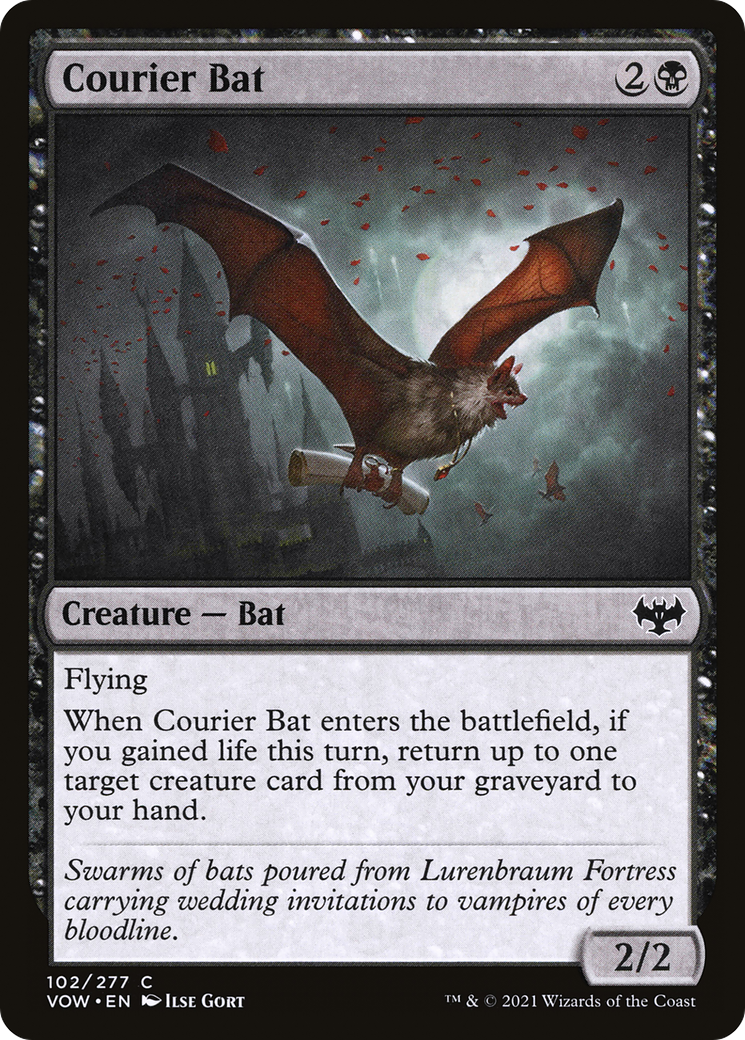 Courier Bat 2
Creature — Bat
Flying
When Courier Bat enters the battlefield, if
you gained life this turn, return up to one
target creature card from your graveyard to
your hand.
Swarms of bats poured from Lurenbraum Fortress
carrying wedding invitations to vampires of every
bloodline.
2/2
102/277 C
VOW • EN Ilse Gort
™ & © 2021 Wizards of the Coast